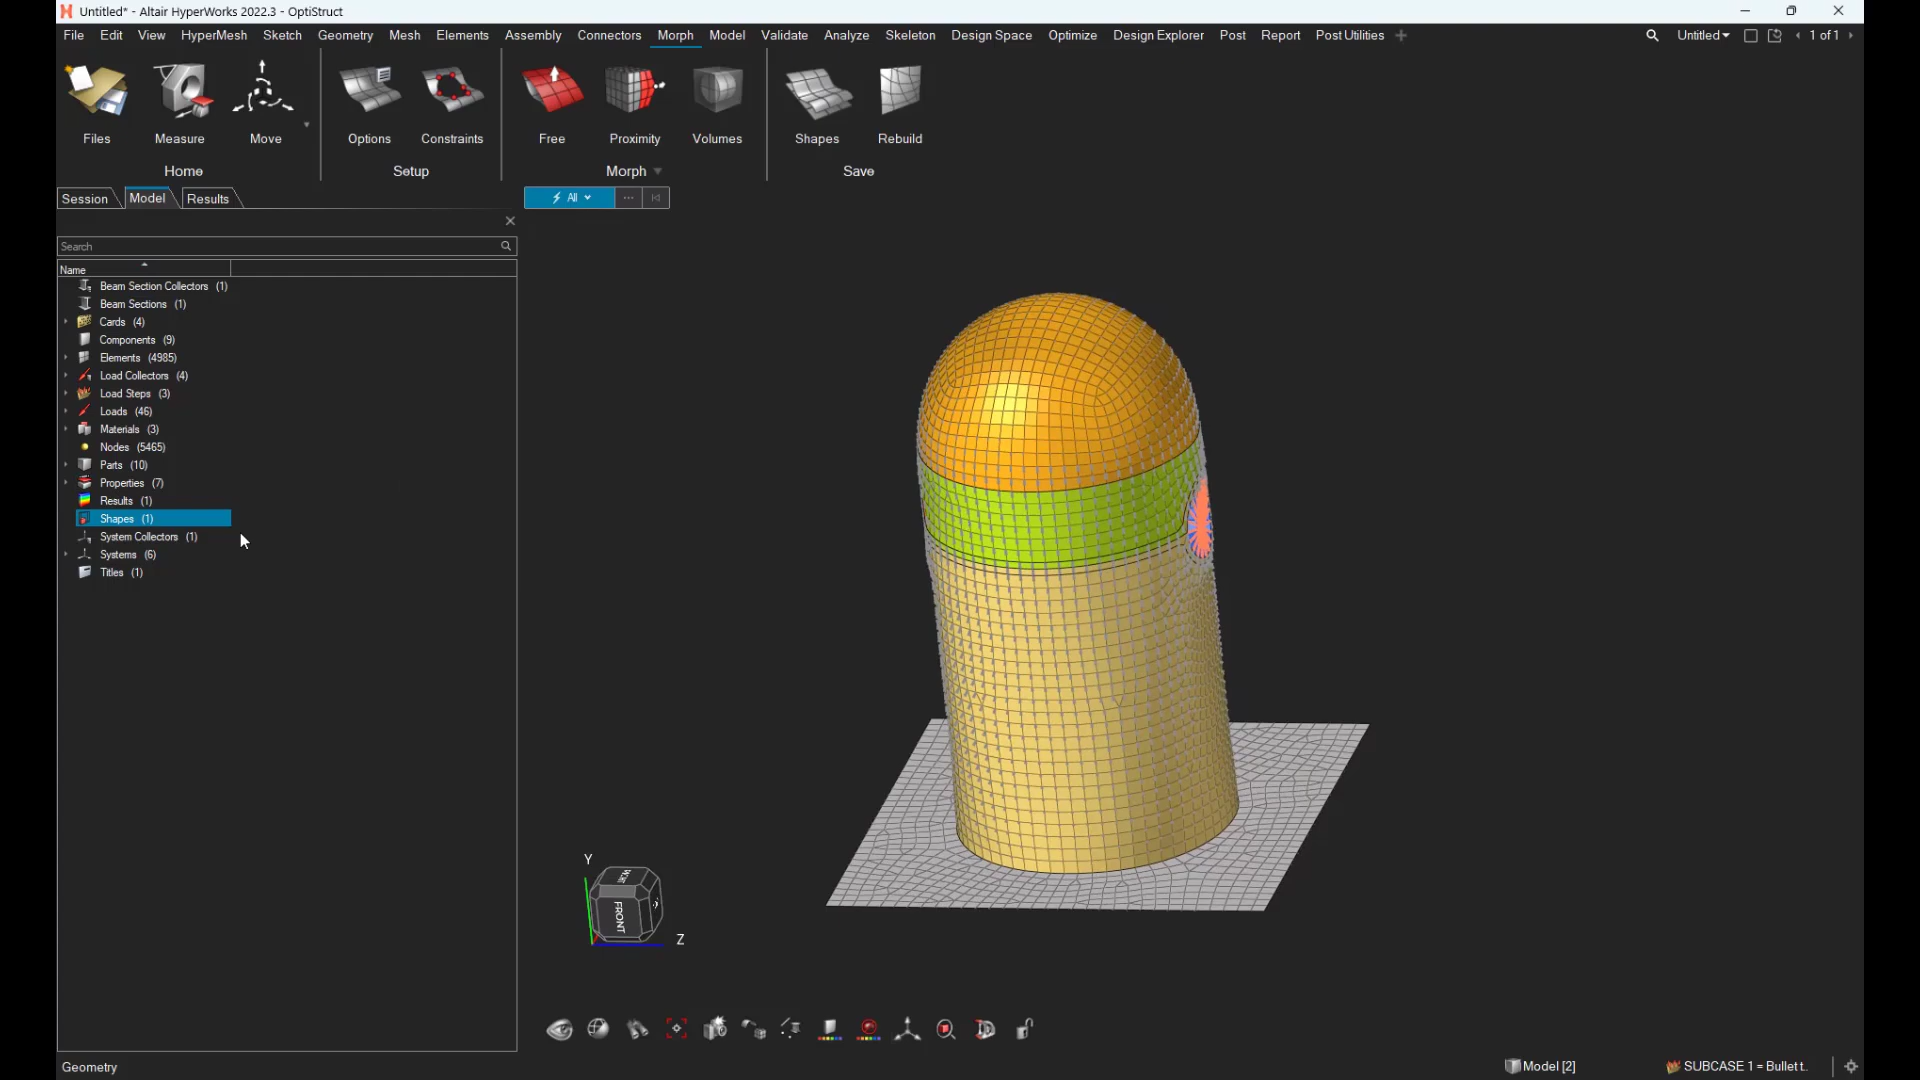 Untitled* - Altair HyperWorks 2022.3 - OptiStruct
File Edit View HyperMesh Sketch Geometry Mesh Elements Assembly Connectors Morph Model Validate Analyze Skeleton Design Space Optimize Design Explorer Post Report Post Utilities Untitled 1 of 1
Files Measure Move Options Constraints Free Proximity Volumes Shapes Rebuild
Home Setup Morph Save
Session Model Results All
Search
Name
Beam Section Collectors (1)
Beam Sections (1)
Cards (4)
Components (9)
Elements (4985)
Load Collectors (4)
Load Steps (3)
Loads (46)
Materials (3)
Nodes (5465)
Parts (10)
Properties (7)
Results (1)
Shapes (1)
System Collectors (1)
Systems (6)
Titles (1)
Y
FRONT
Z
Geometry Model [2] SUBCASE 1 = Bullet t..